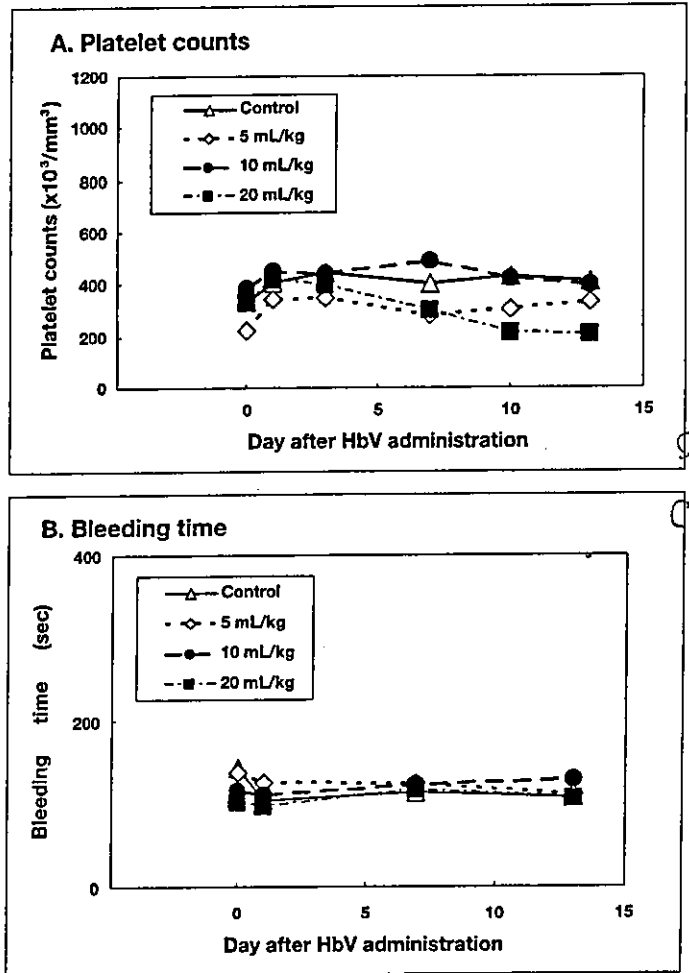 A. Platelet counts
Platelet counts (x10³/mm³)
1200
1000
800
600
400
200
0
Control
5 mL/kg
10 mL/kg
20 mL/kg
0 5 10 15
Day after HbV administration
B. Bleeding time
Bleeding time (sec)
400
200
0
Control
5 mL/kg
10 mL/kg
20 mL/kg
0 5 10 15
Day after HbV administration